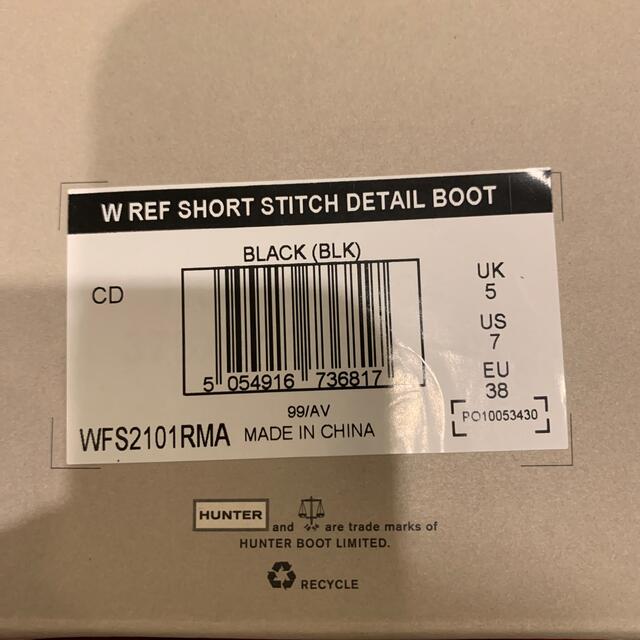 W REF SHORT STITCH DETAIL BOOT
BLACK (BLK)
CD
5 054916 736817
UK
5
US
7
EU
38
99/AV
WFS2101RMA MADE IN CHINA
PO10053430
HUNTER and are trade marks of
HUNTER BOOT LIMITED.
RECYCLE